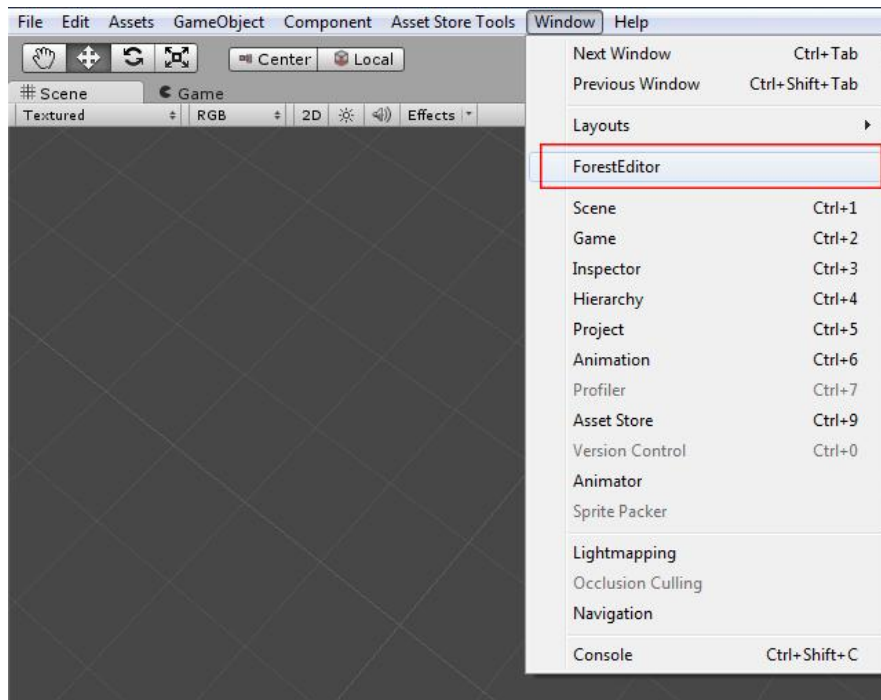 File Edit Assets GameObject Component Asset Store Tools Window Help
Center Local
Scene Game
Textured RGB 2D Effects
Next Window Ctrl+Tab
Previous Window Ctrl+Shift+Tab
Layouts
ForestEditor
Scene Ctrl+1
Game Ctrl+2
Inspector Ctrl+3
Hierarchy Ctrl+4
Project Ctrl+5
Animation Ctrl+6
Profiler Ctrl+7
Asset Store Ctrl+9
Version Control Ctrl+0
Animator
Sprite Packer
Lightmapping
Occlusion Culling
Navigation
Console Ctrl+Shift+C